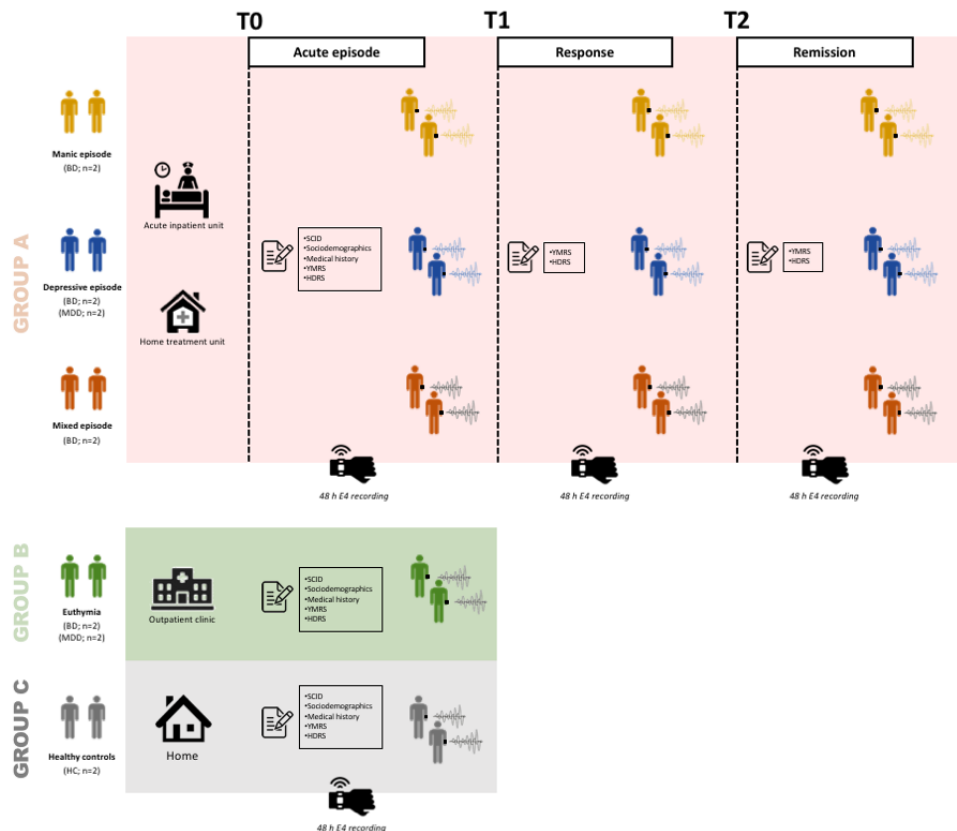 T0
T1
T2
Acute episode
Response
Remission
GROUP A
Manic episode
(BD; n=2)
Acute inpatient unit
Depressive episode
(BD; n=2)
(MDD; n=2)
Home treatment unit
•SCID
•Sociodemographics
•Medical history
•YMRS
•HDRS
•YMRS
•HDRS
•YMRS
•HDRS
Mixed episode
(BD; n=2)
48 h E4 recording
48 h E4 recording
48 h E4 recording
GROUP B
Euthymia
(BD; n=2)
(MDD; n=2)
Outpatient clinic
•SCID
•Sociodemographics
•Medical history
•YMRS
•HDRS
GROUP C
Healthy controls
(HC; n=2)
Home
•SCID
•Sociodemographics
•Medical history
•YMRS
•HDRS
48 h E4 recording